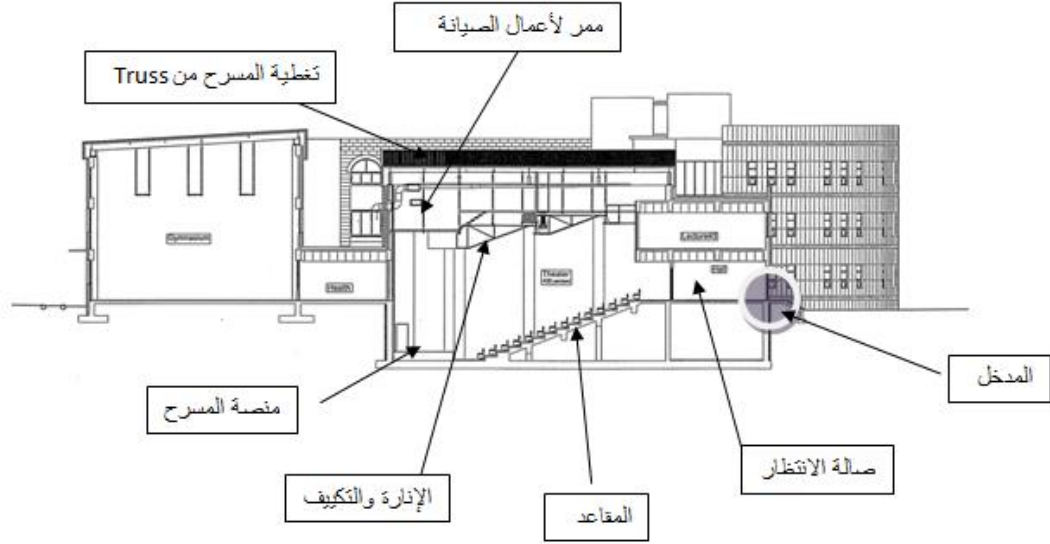 ممر لأعمال الصيانة
تغطية المسرح من Truss
Gymnasium
Health
Theater
Lecture
Hall
المدخل
منصة المسرح
صالة الانتظار
الإنارة والتكييف
المقاعد